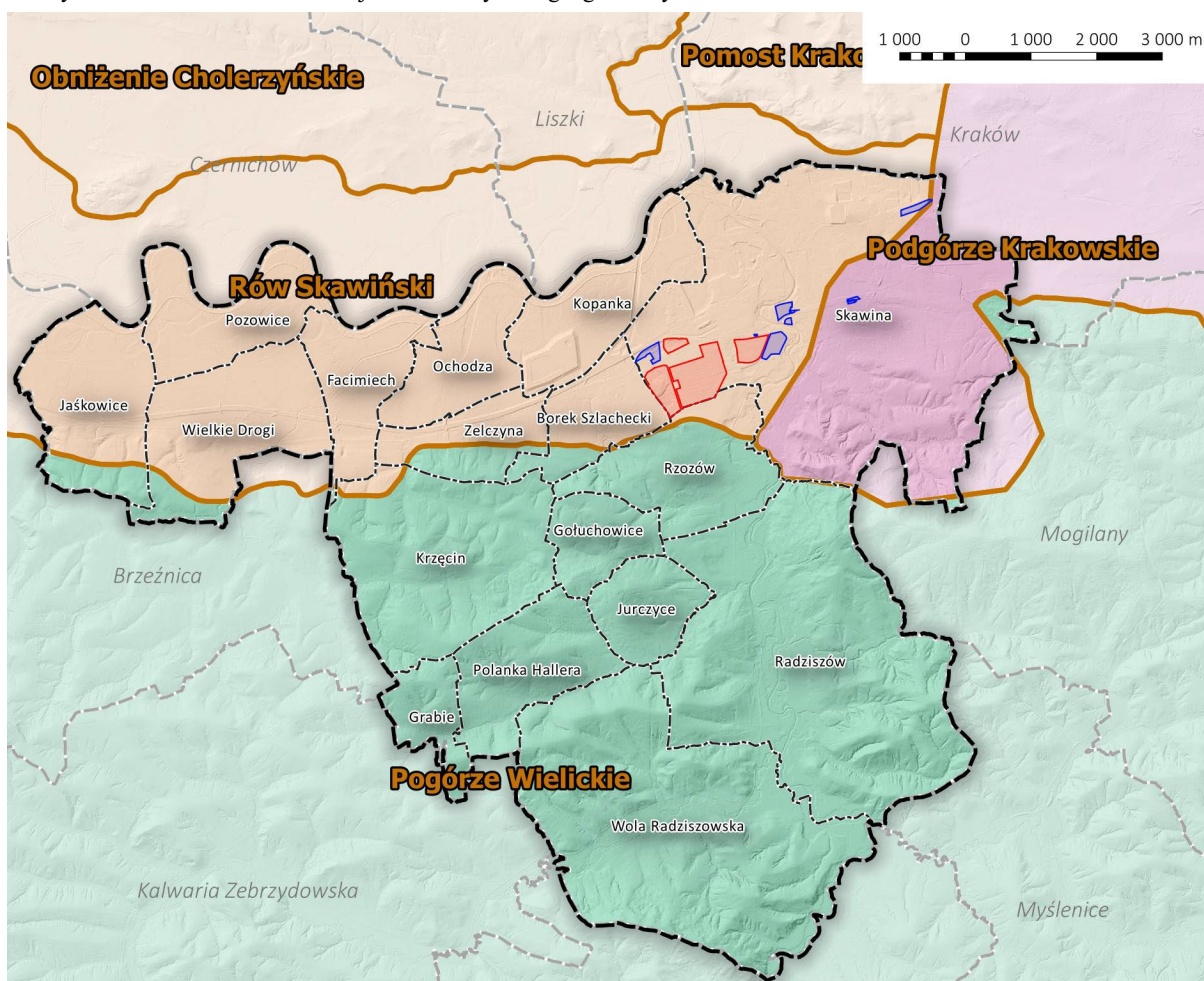 1 000 0 1 000 2 000 3 000 m
Pomost Krako
Obniżenie Cholerzyńskie
Liszki
Kraków
Czernichów
Podgórze Krakowskie
Rów Skawiński
Kopanka
Skawina
Pozowice
Ochodza
Facimiech
Jaśkowice
Borek Szlachecki
Wielkie Drogi
Zelczyna
Rzozów
Gołuchowice
Mogilany
Krzęcin
Brzeźnica
Jurczyce
Polanka Hallera
Radziszów
Grabie
Pogórze Wielickie
Wola Radziszowska
Kalwaria Zebrzydowska
Myślenice